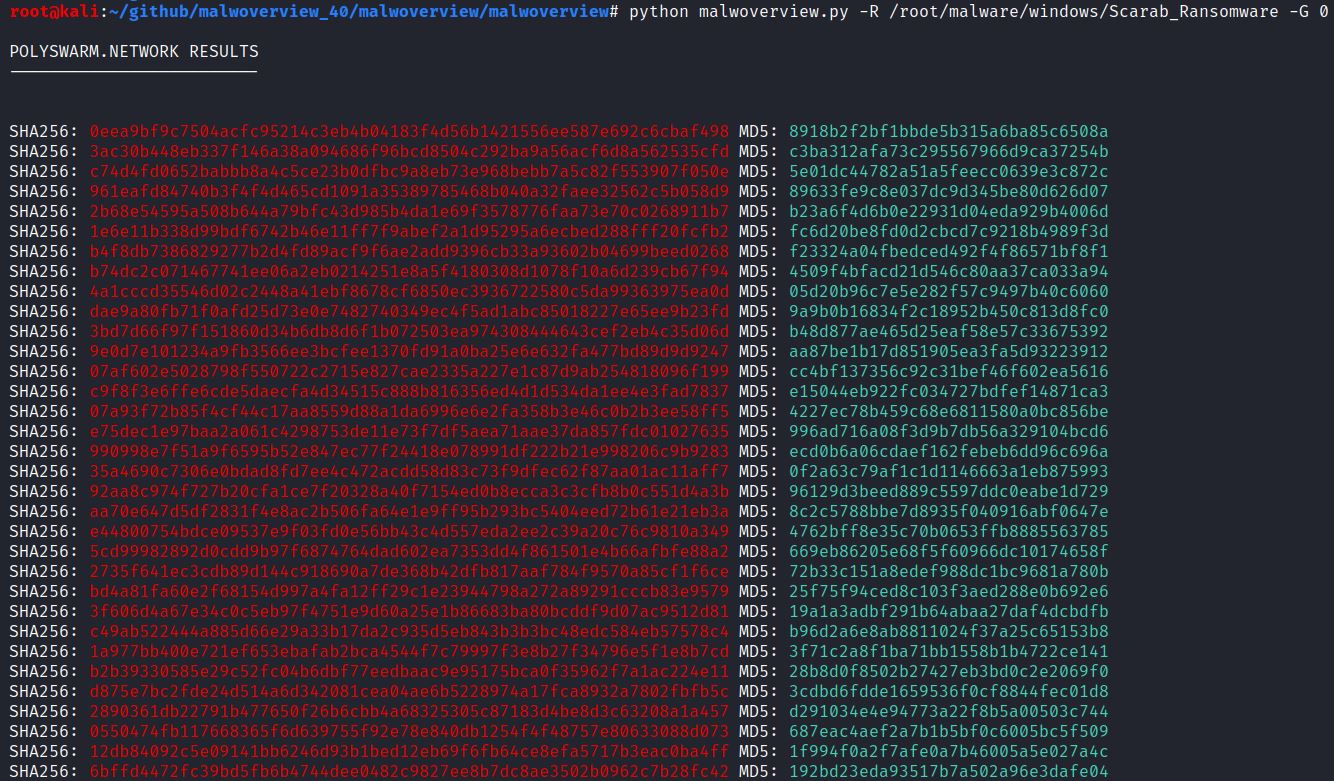 root@kali:~/github/malwoverview_40/malwoverview/malwoverview# python malwoverview.py -R /root/malware/windows/Scarab_Ransomware -G 0
POLYSWARM.NETWORK RESULTS
SHA256: 0eea9bf9c7504acfc95214c3eb4b04183f4d56b1421556ee587e692c6cbaf498 MD5: 8918b2f2bf1bbde5b315a6ba85c6508a
SHA256: 3ac30b448eb337f146a38a094686f96bcd8504c292ba9a56acf6d8a562535cfd MD5: c3ba312afa73c295567966d9ca37254b
SHA256: c74d4fd0652babbb8a4c5ce23b0dfbc9a8eb73e968bebb7a5c82f553907f050e MD5: 5e01dc44782a51a5feecc0639e3c872c
SHA256: 961eafd84740b3f4f4d465cd1091a35389785468b040a32faee32562c5b058d9 MD5: 89633fe9c8e037dc9d345be80d626d07
SHA256: 2b68e54595a508b644a79bfc43d985b4da1e69f3578776faa73e70c0268911b7 MD5: b23a6f4d6b0e22931d04eda929b4006d
SHA256: 1e6e11b338d99bdf6742b46e11ff7f9abef2a1d95295a6ecbed288fff20fcfb2 MD5: fc6d20be8fd0d2cbcd7c9218b4989f3d
SHA256: b4f8db7386829277b2d4fd89acf9f6ae2add9396cb33a93602b04699beed0268 MD5: f23324a04fbedced492f4f86571bf8f1
SHA256: b74dc2c071467741ee06a2eb0214251e8a5f4180308d1078f10a6d239cb67f94 MD5: 4509f4bfacd21d546c80aa37ca033a94
SHA256: 4a1cccd35546d02c2448a41ebf8678cf6850ec3936722580c5da99363975ea0d MD5: 05d20b96c7e5e282f57c9497b40c6060
SHA256: dae9a80fb71f0afd25d73e0e7482740349ec4f5ad1abc85018227e65ee9b23fd MD5: 9a9b0b16834f2c18952b450c813d8fc0
SHA256: 3bd7d66f97f151860d34b6db8d6f1b072503ea974308444643cef2eb4c35d06d MD5: b48d877ae465d25eaf58e57c33675392
SHA256: 9e0d7e101234a9fb3566ee3bcfee1370fd91a0ba25e6e632fa477bd89d9d9247 MD5: aa87be1b17d851905ea3fa5d93223912
SHA256: 07af602e5028798f550722c2715e827cae2335a227e1c87d9ab254818096f199 MD5: cc4bf137356c92c31bef46f602ea5616
SHA256: c9f8f3e6ffe6cde5daecfa4d34515c888b816356ed4d1d534da1ee4e3fad7837 MD5: e15044eb922fc034727bdfef14871ca3
SHA256: 07a93f72b85f4cf44c17aa8559d88a1da6996e6e2fa358b3e46c0b2b3ee58ff5 MD5: 4227ec78b459c68e6811580a0bc856be
SHA256: e75dec1e97baa2a061c4298753de11e73f7df5aea71aae37da857fdc01027635 MD5: 996ad716a08f3d9b7db56a329104bcd6
SHA256: 990998e7f51a9f6595b52e847ec77f24418e078991df222b21e998206c9b9283 MD5: ecd0b6a06cdaef162febeb6dd96c696a
SHA256: 35a4690c7306e0bdad8fd7ee4c472acdd58d83c73f9dfec62f87aa01ac11aff7 MD5: 0f2a63c79af1c1d1146663a1eb875993
SHA256: 92aa8c974f727b20cfa1ce7f20328a40f7154ed0b8ecca3c3cfb8b0c551d4a3b MD5: 96129d3beed889c5597ddc0eabe1d729
SHA256: aa70e647d5df2831f4e8ac2b506fa64e1e9ff95b293bc5404eed72b61e21eb3a MD5: 8c2c5788bbe7d8935f040916abf0647e
SHA256: e44800754bdce09537e9f03fd0e56bb43c4d557eda2ee2c39a20c76c9810a349 MD5: 4762bff8e35c70b0653ffb8885563785
SHA256: 5cd99982892d0cdd9b97f6874764dad602ea7353dd4f861501e4b66afbfe88a2 MD5: 669eb86205e68f5f60966dc10174658f
SHA256: 2735f641ec3cdb89d144c918690a7de368b42dfb817aaf784f9570a85cf1f6ce MD5: 72b33c151a8edef988dc1bc9681a780b
SHA256: bd4a81fa60e2f68154d997a4fa12ff29c1e23944798a272a89291cccb83e9579 MD5: 25f75f94ced8c103f3aed288e0b692e6
SHA256: 3f606d4a67e34c0c5eb97f4751e9d60a25e1b86683ba80bcddf9d07ac9512d81 MD5: 19a1a3adbf291b64abaa27daf4dcbdfb
SHA256: c49ab522444a885d66e29a33b17da2c935d5eb843b3b3bc48edc584eb57578c4 MD5: b96d2a6e8ab8811024f37a25c65153b8
SHA256: 1a977bb400e721ef653ebafab2bca4544f7c79997f3e8b27f34796e5f1e8b7cd MD5: 3f71c2a8f1ba71bb1558b1b4722ce141
SHA256: b2b39330585e29c52fc04b6dbf77eedbaac9e95175bca0f35962f7a1ac224e11 MD5: 28b8d0f8502b27427eb3bd0c2e2069f0
SHA256: d875e7bc2fde24d514a6d342081cea04ae6b5228974a17fca8932a7802fbfb5c MD5: 3cdbd6fdde1659536f0cf8844fec01d8
SHA256: 2890361db22791b477650f26b6cbb4a68325305c87183d4be8d3c63208a1a457 MD5: d291034e4e94773a22f8b5a00503c744
SHA256: 0550474fb117668365f6d639755f92e78e840db1254f4f48757e80633088d073 MD5: 687eac4aef2a7b1b5bf0c6005bc5f509
SHA256: 12db84092c5e09141bb6246d93b1bed12eb69f6fb64ce8efa5717b3eac0ba4ff MD5: 1f994f0a2f7afe0a7b46005a5e027a4c
SHA256: 6bffd4472fc39bd5fb6b4744dee0482c9827ee8b7dc8ae3502b0962c7b28fc42 MD5: 192bd23eda93517b7a502a96e3dafe04